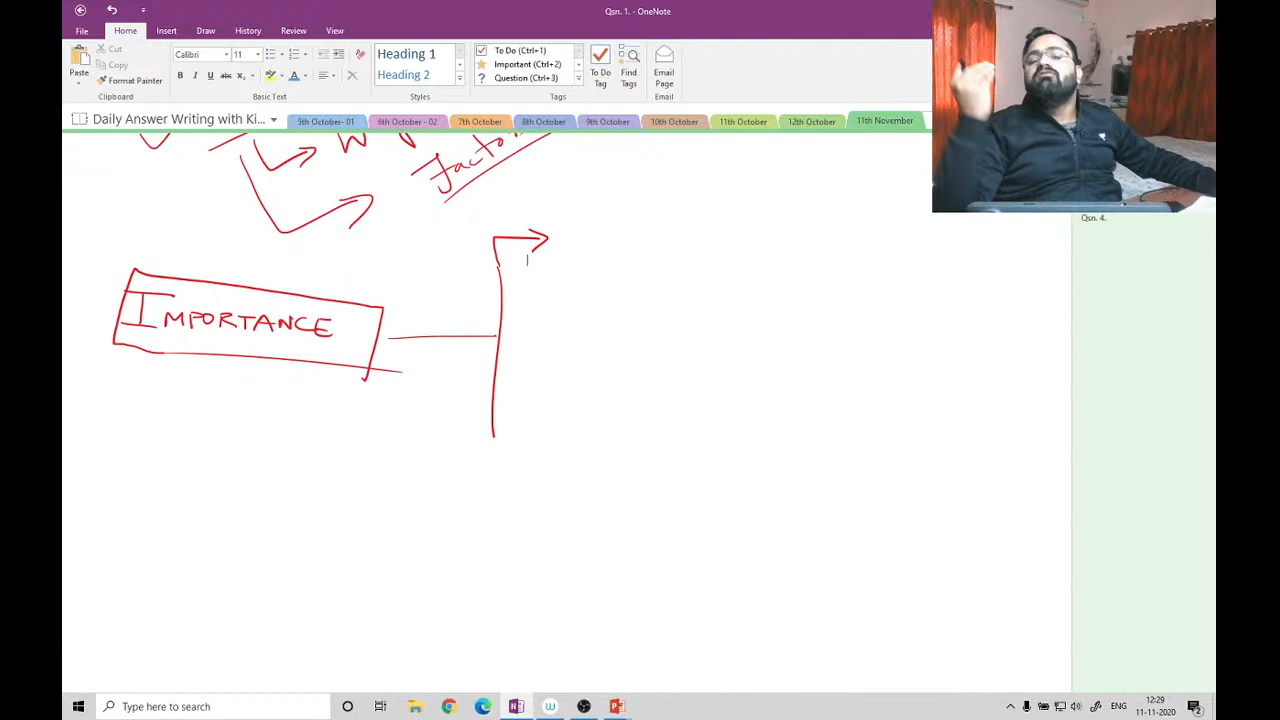 Qsn. 1. - OneNote
File Home Insert Draw History Review View
Cut
Copy
Paste
Format Painter
Clipboard
Calibri 11
B I U abc X₂ A
Basic Text
Heading 1
Heading 2
Styles
To Do (Ctrl+1)
Important (Ctrl+2)
Question (Ctrl+3)
Tags
To Do Tag
Find Tags
Email Page
Email
Daily Answer Writing with Ki...
5th October- 01 6th October - 02 7th October 8th October 9th October 10th October 11th October 12th October 11th November
Qsn. 4.
IMPORTANCE
Type here to search
ENG
12:29
11-11-2020
2